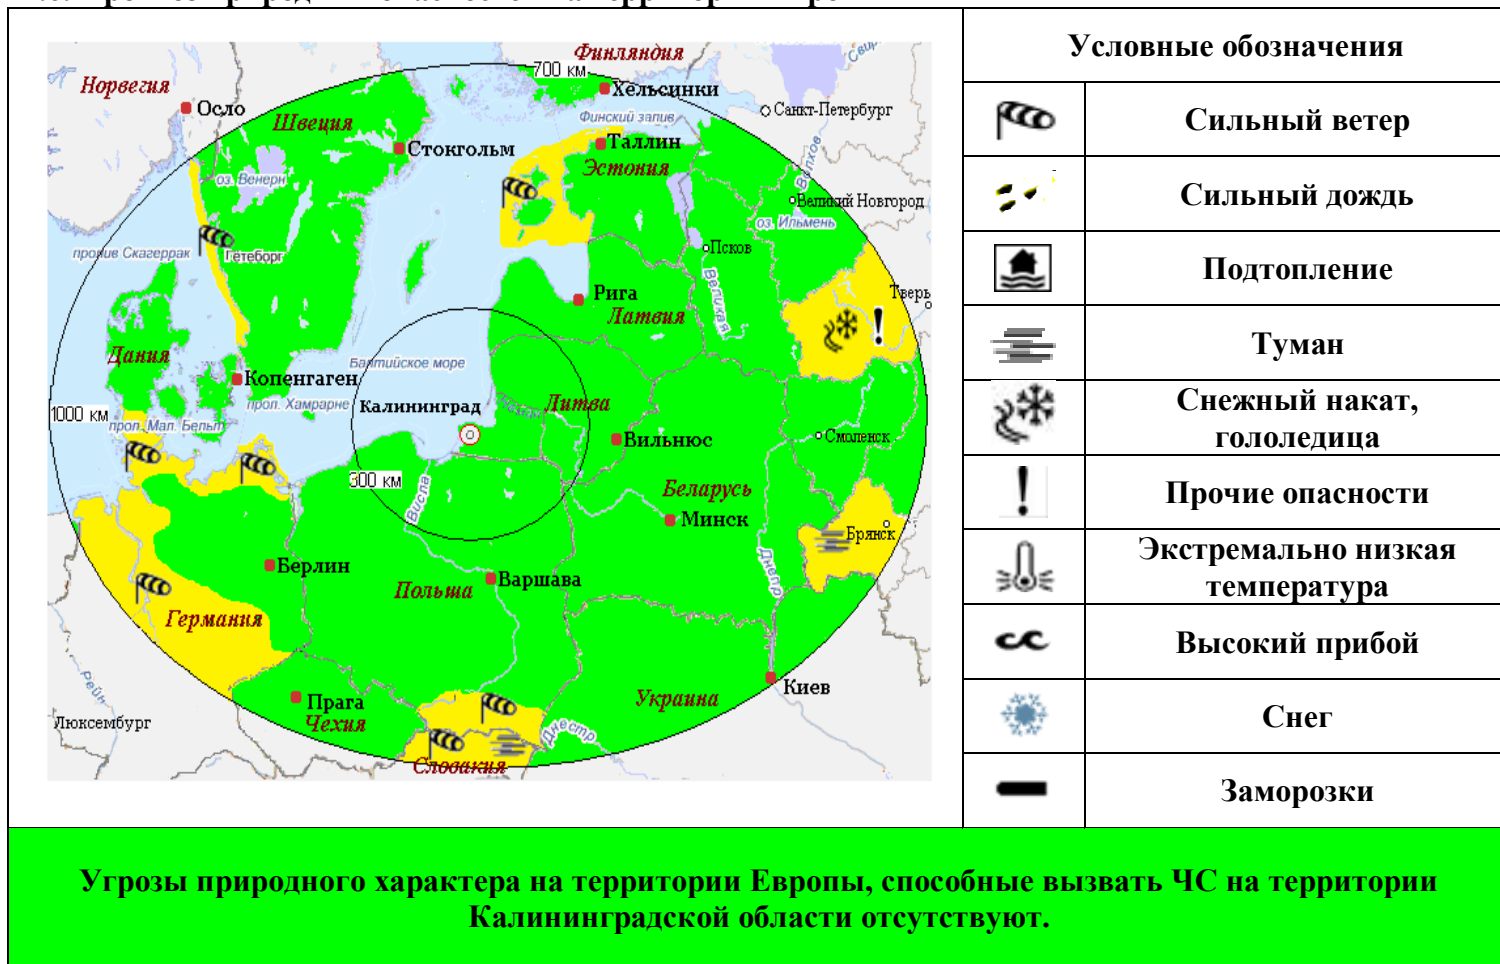 Норвегия
Осло
Швеция
Стокгольм
оз. Венерн
Финляндия
700 км
Хельсинки
Финский запив
Таллин
Эстония
Санкт-Петербург
Волхов
Великий Новгород
оз. Ильмень
Псков
Великая
пролив Скагеррак
Гетеборг
Рига
Латвия
Тверь
Дания
Балтийское море
Копенгаген
прол. Хамрарне
1000 км
прол. Мал. Бельт
Калининград
Литва
Вильнюс
Смоленск
300 км
Висла
Беларусь
Минск
Брянск
Днепр
Берлин
Польша
Варшава
Германия
Рейн
Прага
Чехия
Люксембург
Украина
Киев
Днестр
Словакия
Условные обозначения
Сильный ветер
Сильный дождь
Подтопление
Туман
Снежный накат,
гололедица
Прочие опасности
Экстремально низкая
температура
Высокий прибой
Снег
Заморозки
Угрозы природного характера на территории Европы, способные вызвать ЧС на территории
Калининградской области отсутствуют.